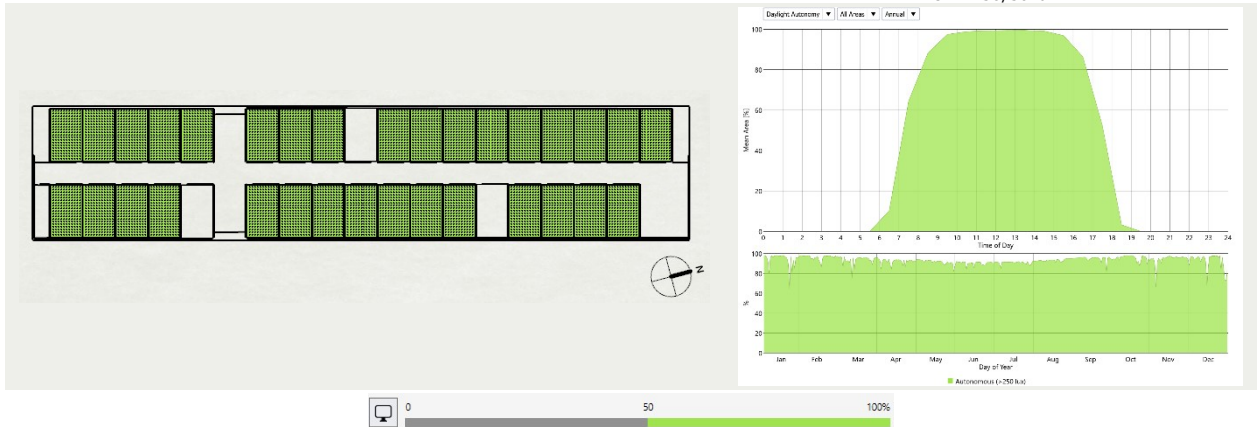 Daylight Autonomy ▼ All Areas ▼ Annual ▼
100
80
60
40
20
0
Mean Area [%]
0 1 2 3 4 5 6 7 8 9 10 11 12 13 14 15 16 17 18 19 20 21 22 23 24
Time of Day
100
80
60
40
20
0
%
Jan Feb Mar Apr May Jun Jul Aug Sep Oct Nov Dec
Day of Year
Autonomous (>250 lux)
N
0 50 100%